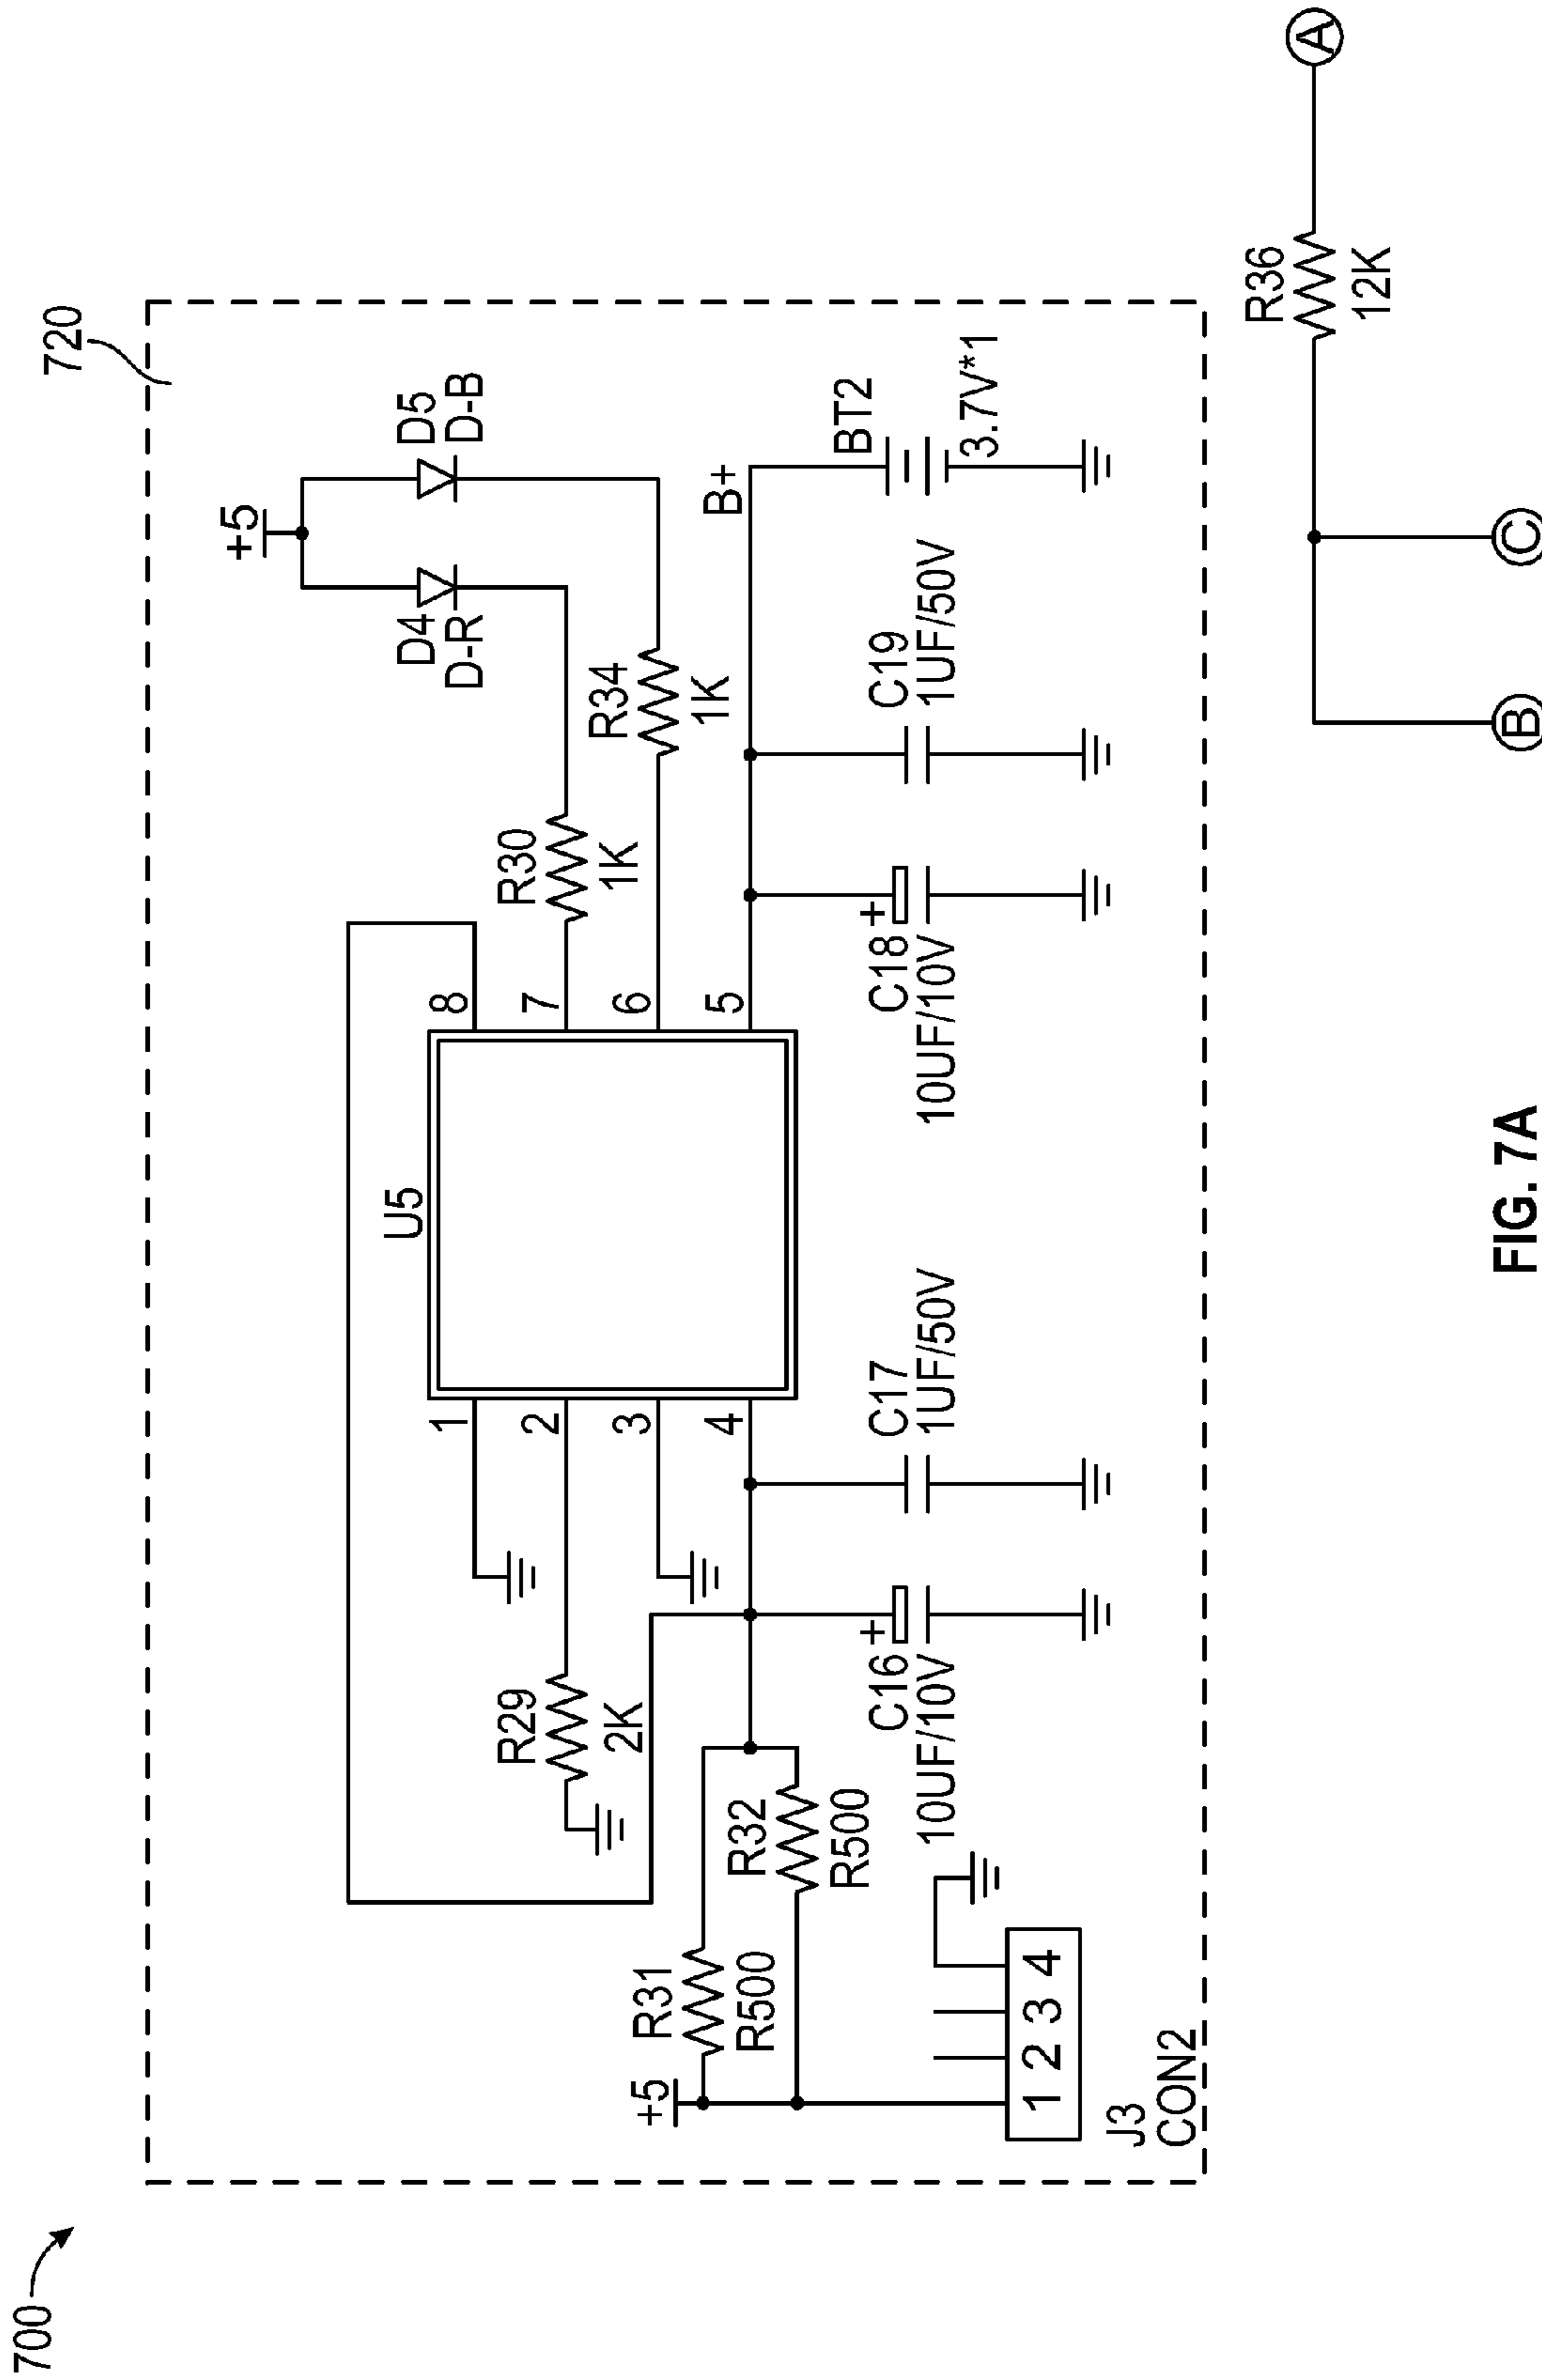 700
720
+5
D4
D-R
D5
D-B
U5
8
7
6
5
1
2
3
4
R30
1K
R34
1K
R29
2K
B+
BT2
3.7V*1
C19
1UF/50V
C18
+
10UF/10V
C17
1UF/50V
C16
+
10UF/10V
R31
R500
R32
R500
+5
1 2 3 4
J3
CON2
R36
12K
A
B
C
FIG. 7A